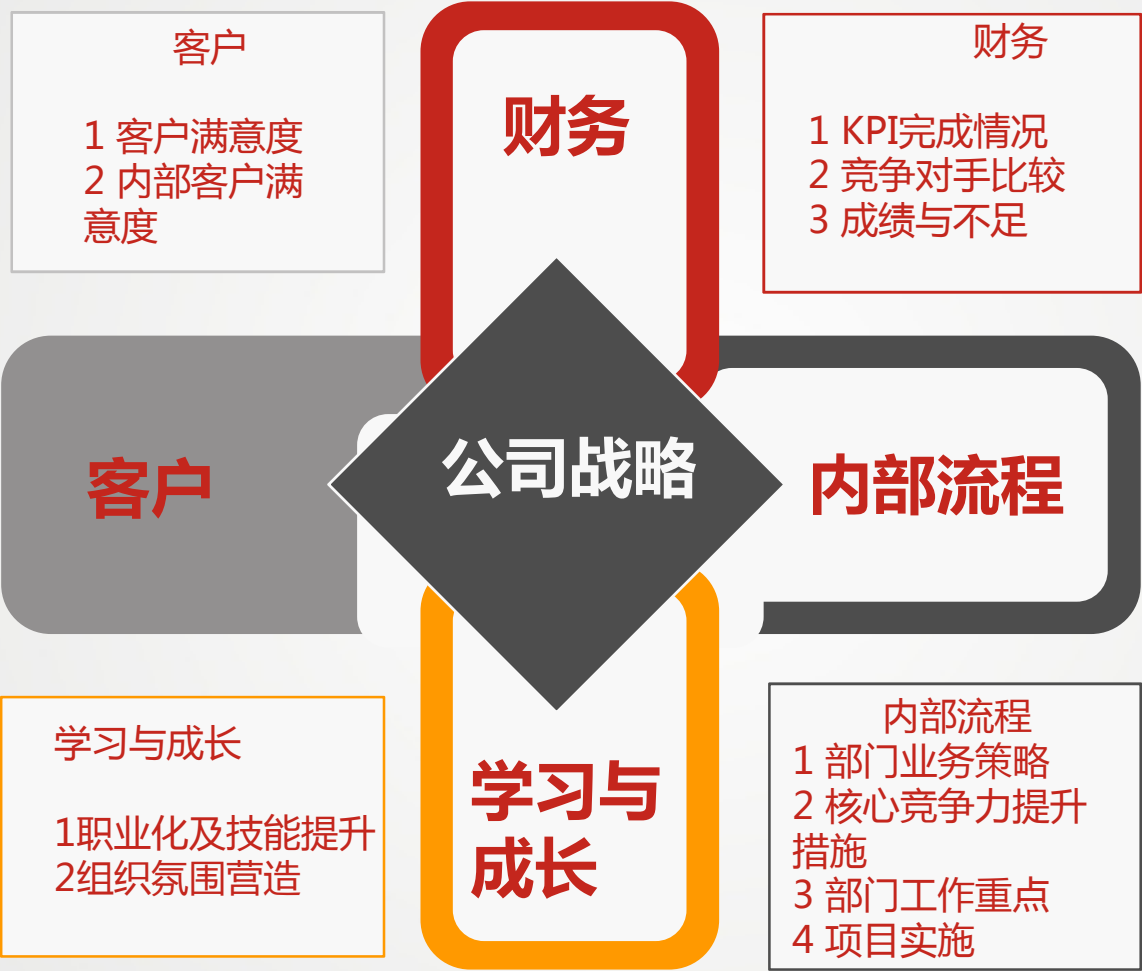 客户
1 客户满意度
2 内部客户满
意度
财务
财务
1 KPI完成情况
2 竞争对手比较
3 成绩与不足
客户
公司战略
内部流程
学习与成长
1职业化及技能提升
2组织氛围营造
学习与
成长
内部流程
1 部门业务策略
2 核心竞争力提升
措施
3 部门工作重点
4 项目实施